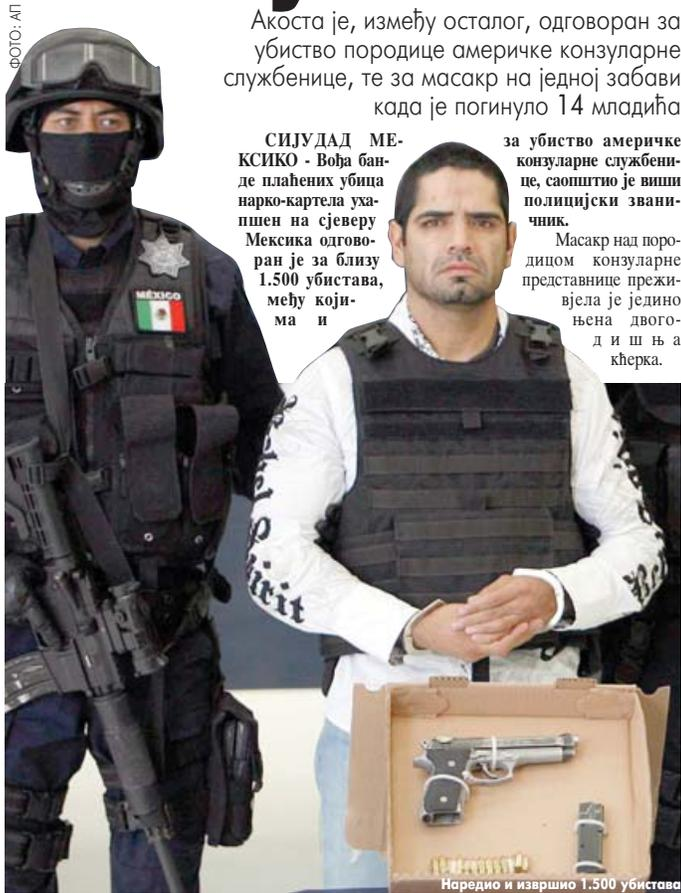 ФОТО: АП
Акоста је, између осталог, одговоран за
убиство породице америчке конзуларне
службенице, те за масакр на једној забави
када је погинуло 14 младића
СИЈУДАД МЕ-
КСИКО - Вођа бан-
де плаћених убица
нарко-картела уха-
пшен на сјеверу
Мексика одгово-
ран је за близу
1.500 убистава,
међу који-
ма и
за убиство америчке
конзуларне службени-
це, саопштио је виши
полицијски звани-
чник.
Масакр над поро-
дицом конзуларне
представнице прежи-
вјела је једино
њена двого-
дишња
кћерка.
MÉXICO
Spirit
Наредио и извршио 1.500 убистава